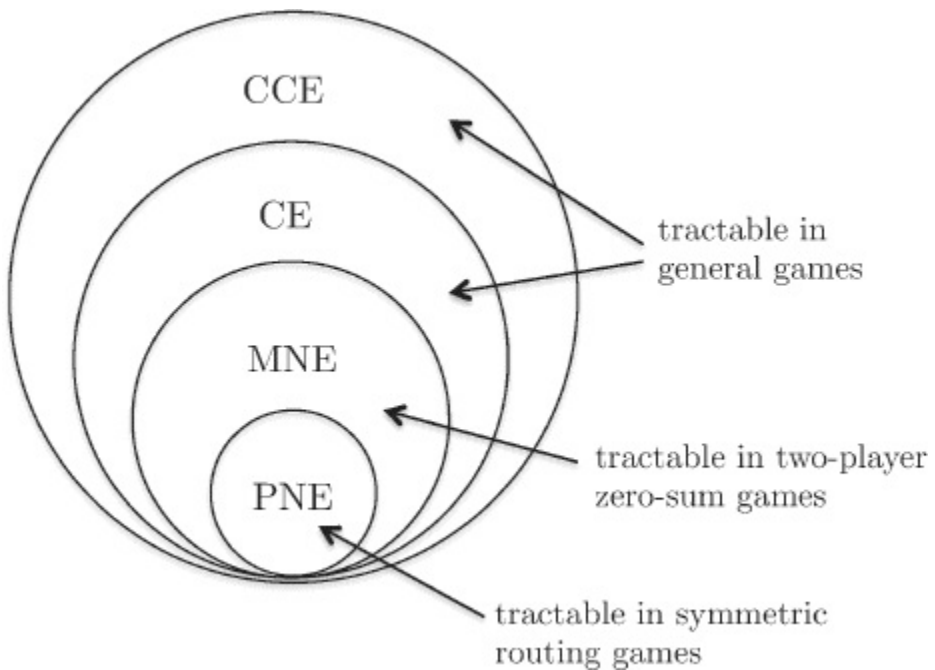 CCE
CE
tractable in
general games
MNE
tractable in two-player
zero-sum games
PNE
tractable in symmetric
routing games